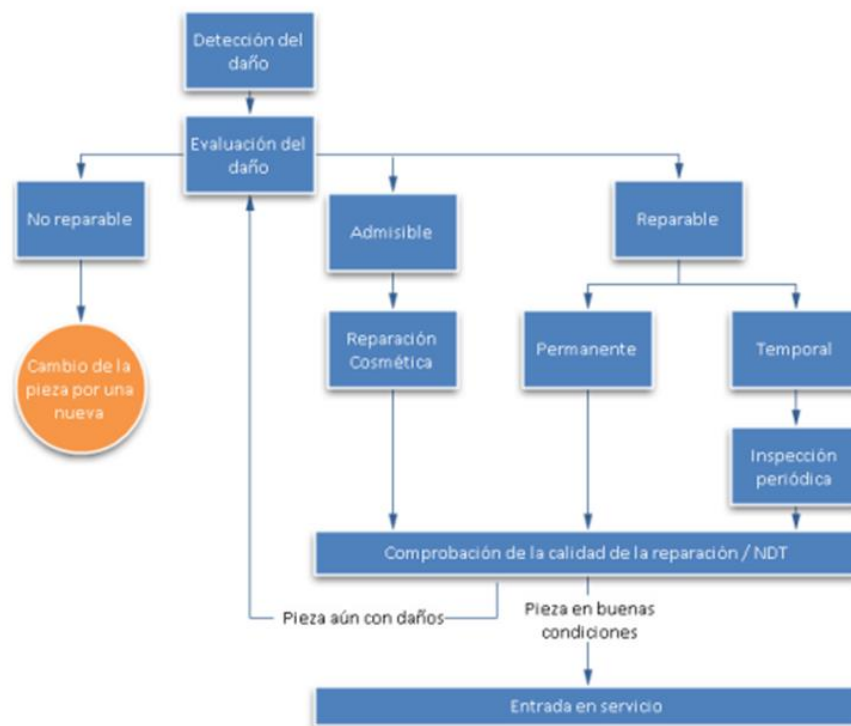 Detección del
daño
Evaluación del
daño
No reparable
Admisible
Reparable
Cambio de la
pieza por una
nueva
Reparación
Cosmética
Permanente
Temporal
Inspección
periódica
Comprobación de la calidad de la reparación / NDT
Pieza aún con daños
Pieza en buenas
condiciones
Entrada en servicio